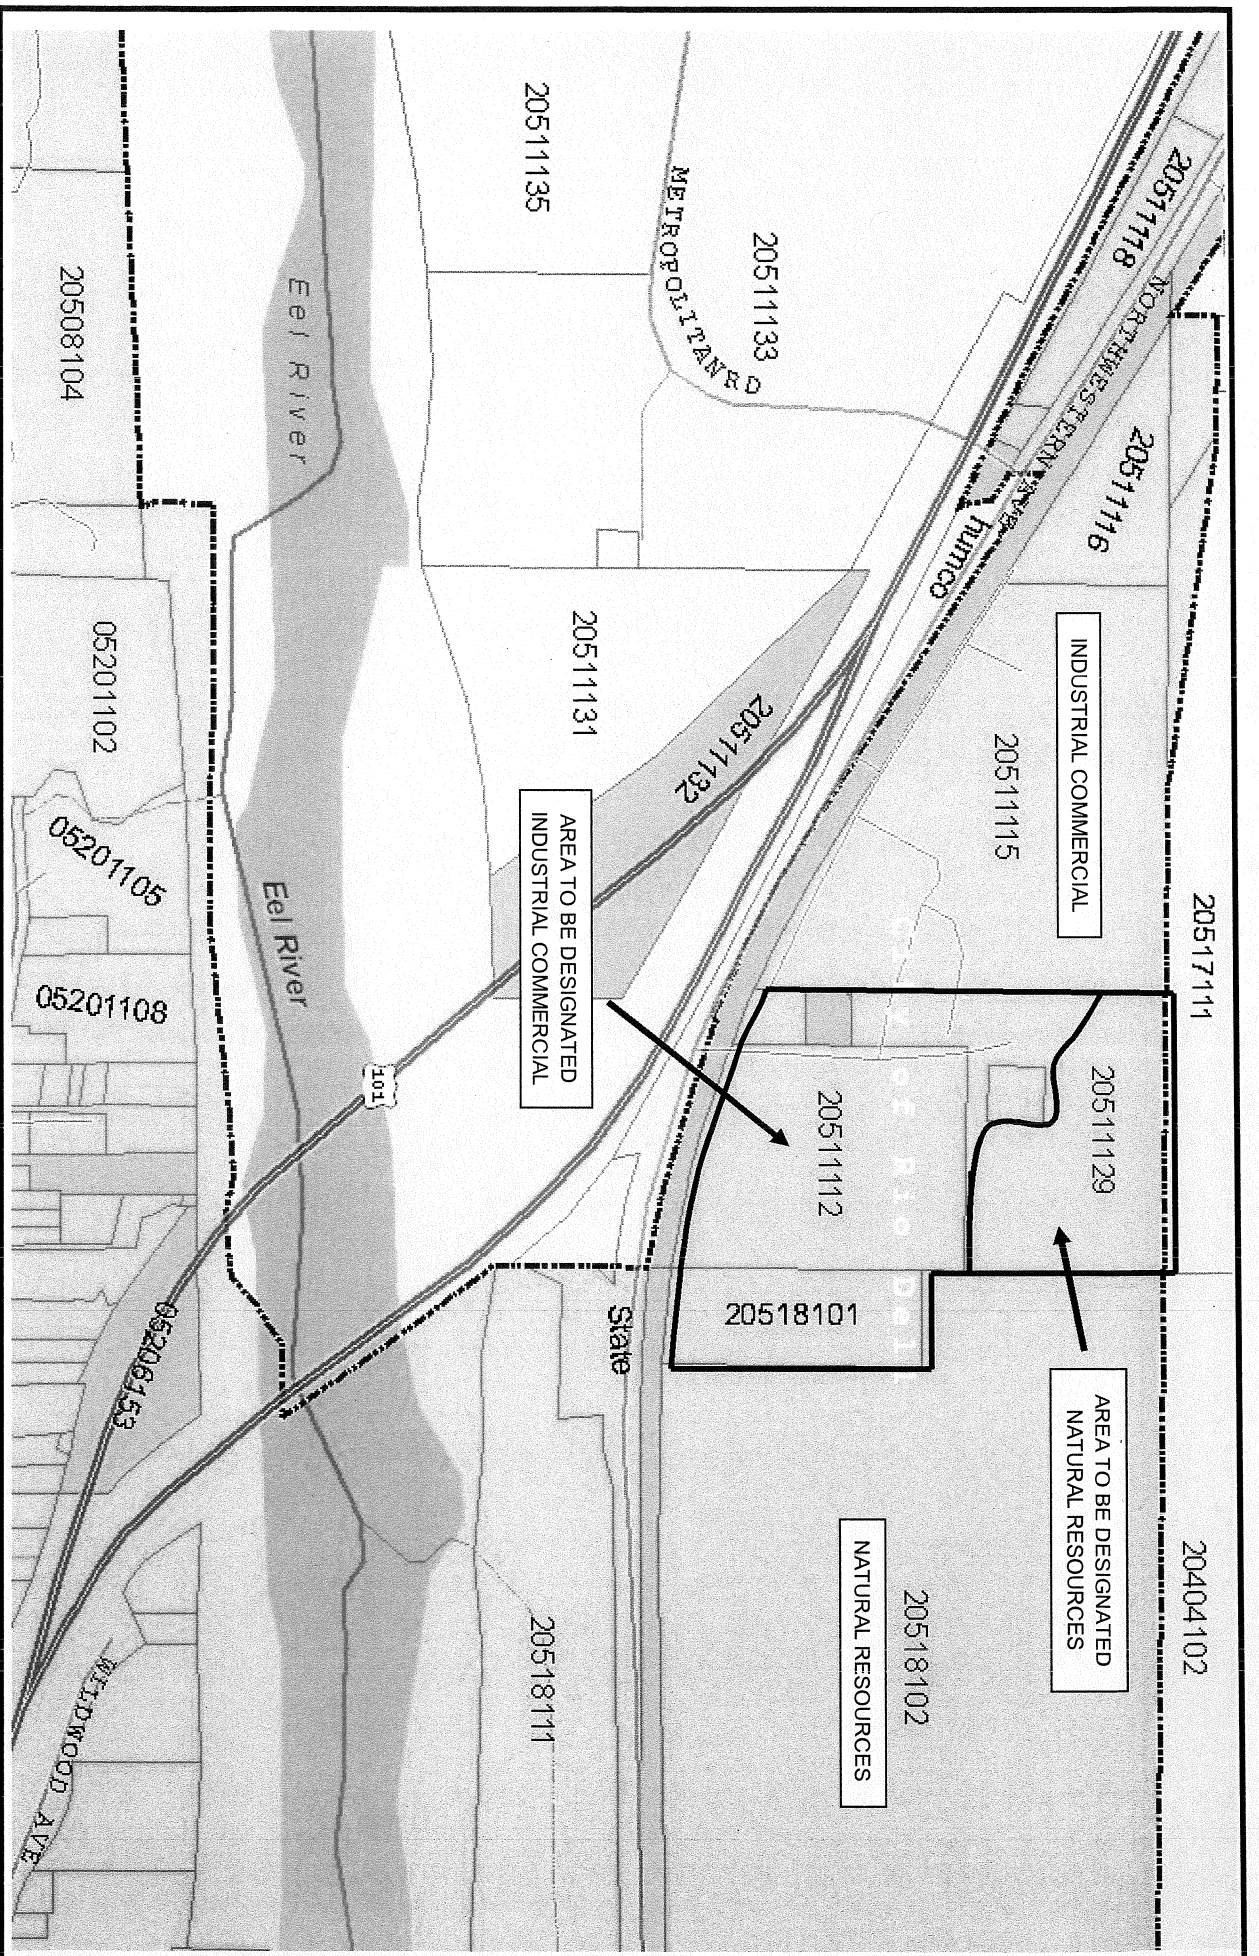 20517111
20404102
20511118
NORTHWESTERN AVE
20511116
humco
INDUSTRIAL COMMERCIAL
20511115
20511129
AREA TO BE DESIGNATED
NATURAL RESOURCES
20511133
METROPOLITAN RD
20511135
20511131
20511132
AREA TO BE DESIGNATED
INDUSTRIAL COMMERCIAL
20511112
City of Rio Dell
20518101
State
20518102
NATURAL RESOURCES
20518111
Eel River
Eel River
101
20508104
05201102
05201105
05201108
05206153
WILDWOOD AVE